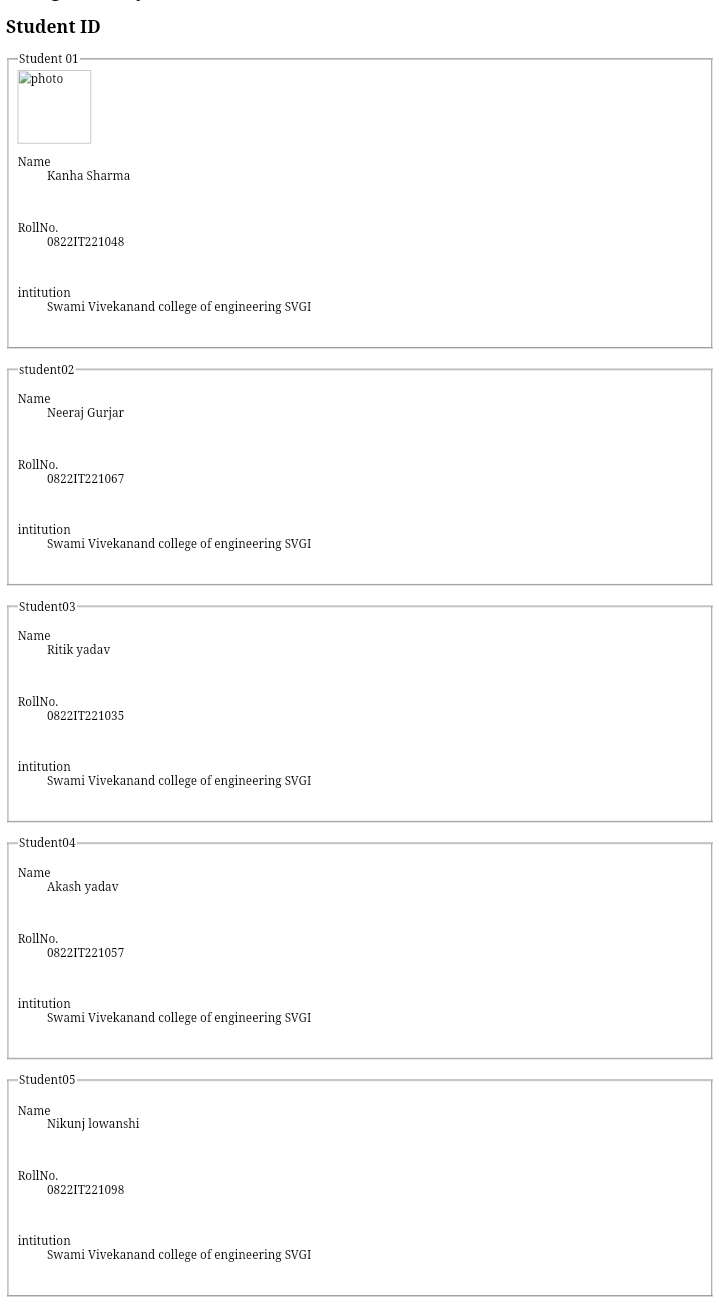 Student ID
Student 01
photo
Name
Kanha Sharma
RollNo.
0822IT221048
intitution
Swami Vivekanand college of engineering SVGI
student02
Name
Neeraj Gurjar
RollNo.
0822IT221067
intitution
Swami Vivekanand college of engineering SVGI
Student03
Name
Ritik yadav
RollNo.
0822IT221035
intitution
Swami Vivekanand college of engineering SVGI
Student04
Name
Akash yadav
RollNo.
0822IT221057
intitution
Swami Vivekanand college of engineering SVGI
Student05
Name
Nikunj lowanshi
RollNo.
0822IT221098
intitution
Swami Vivekanand college of engineering SVGI